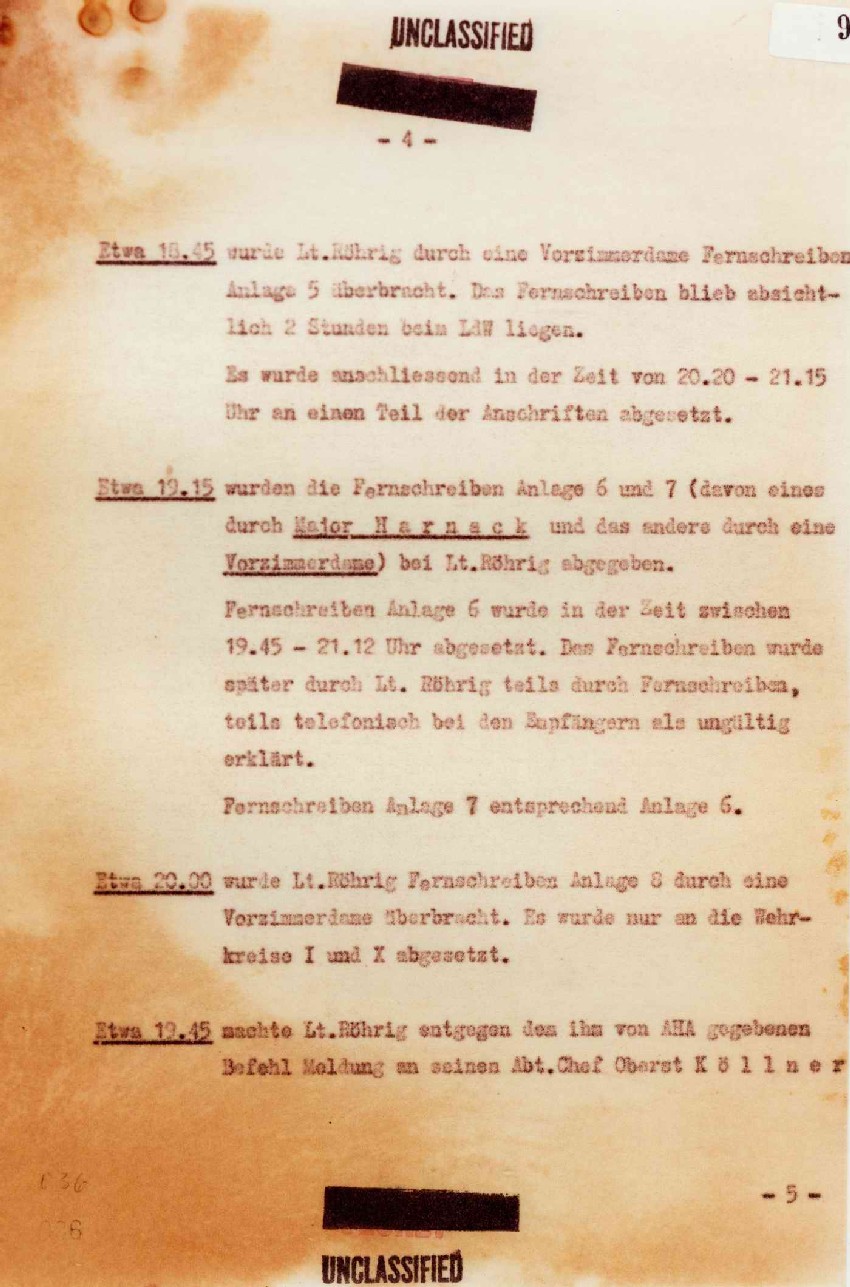 UNCLASSIFIED
9
- 4 -
Etwa 18.45 wurde Lt.Röhrig durch eine Vorzimmerdame Fernschreiben
Anlage 5 überbracht. Das Fernschreiben blieb absicht-
lich 2 Stunden beim LdW liegen.
Es wurde anschliessend in der Zeit von 20.20 - 21.15
Uhr an einen Teil der Anschriften abgesetzt.
Etwa 19.15 wurden die Fernschreiben Anlage 6 und 7 (davon eines
durch Major H a r n a c k und das andere durch eine
Vorzimmerdame) bei Lt.Röhrig abgegeben.
Fernschreiben Anlage 6 wurde in der Zeit zwischen
19.45 - 21.12 Uhr abgesetzt. Das Fernschreiben wurde
später durch Lt. Röhrig teils durch Fernschreiben,
teils telefonisch bei den Empfängern als ungültig
erklärt.
Fernschreiben Anlage 7 entsprechend Anlage 6.
Etwa 20.00 wurde Lt.Röhrig Fernschreiben Anlage 8 durch eine
Vorzimmerdame überbracht. Es wurde nur an die Wehr-
kreise I und X abgesetzt.
Etwa 19.45 machte Lt.Röhrig entgegen dem ihm von AHA gegebenen
Befehl Meldung an seinen Abt.Chef Oberst K ö l l n e r
- 5 -
UNCLASSIFIED